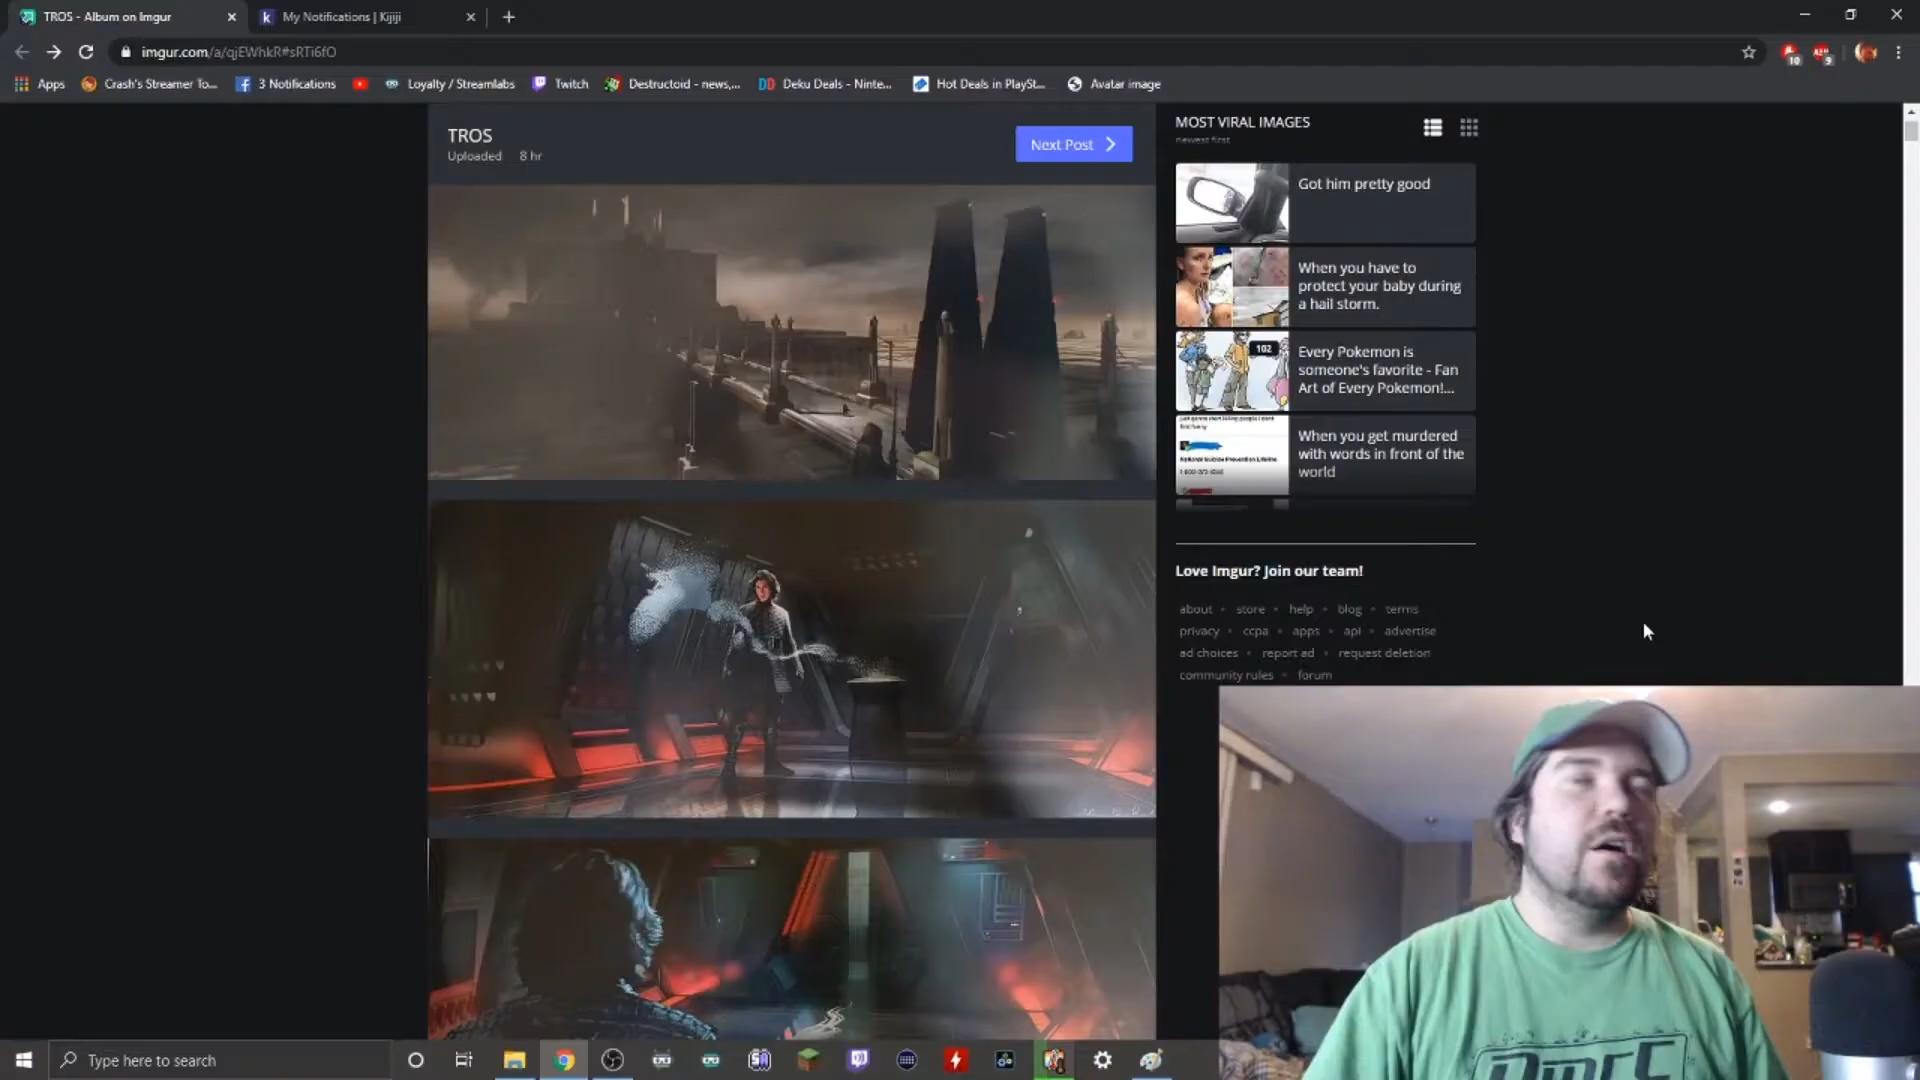 TROS - Album on Imgur
My Notifications | Kijiji
imgur.com/a/qjEWhkR#sRTi6fO
10
9
Apps
Crash's Streamer To...
3 Notifications
Loyalty / Streamlabs
Twitch
Destructoid - news,...
Deku Deals - Ninte...
Hot Deals in PlaySt...
Avatar image
TROS
Uploaded 8 hr
Next Post
MOST VIRAL IMAGES
newest first
Got him pretty good
When you have to
protect your baby during
a hail storm.
102
Every Pokemon is
someone's favorite - Fan
Art of Every Pokemon!...
When you get murdered
with words in front of the
world
Love Imgur? Join our team!
about • store • help • blog • terms
privacy • ccpa • apps • api • advertise
ad choices • report ad • request deletion
community rules • forum
Type here to search